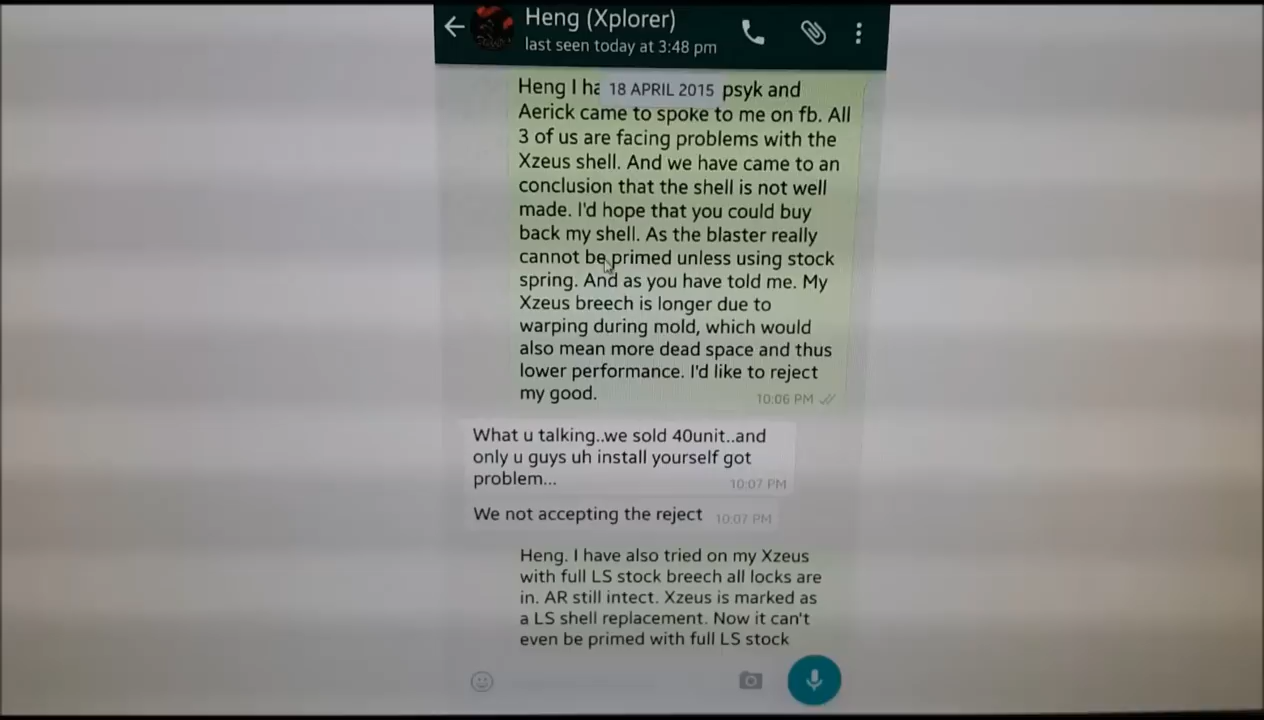 Heng (Xplorer)
last seen today at 3:48 pm
18 APRIL 2015
Heng I ha psyk and
Aerick came to spoke to me on fb. All
3 of us are facing problems with the
Xzeus shell. And we have came to an
conclusion that the shell is not well
made. I'd hope that you could buy
back my shell. As the blaster really
cannot be primed unless using stock
spring. And as you have told me. My
Xzeus breech is longer due to
warping during mold, which would
also mean more dead space and thus
lower performance. I'd like to reject
my good.
10:06 PM
What u talking..we sold 40unit..and
only u guys uh install yourself got
problem...
10:07 PM
We not accepting the reject
10:07 PM
Heng. I have also tried on my Xzeus
with full LS stock breech all locks are
in. AR still intect. Xzeus is marked as
a LS shell replacement. Now it can't
even be primed with full LS stock